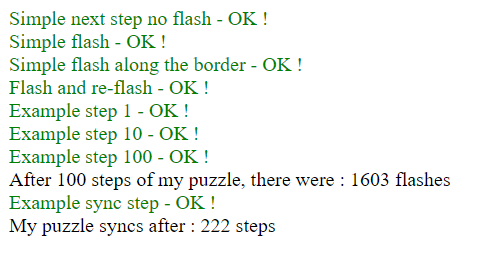 Simple next step no flash - OK !
Simple flash - OK !
Simple flash along the border - OK !
Flash and re-flash - OK !
Example step 1 - OK !
Example step 10 - OK !
Example step 100 - OK !
After 100 steps of my puzzle, there were : 1603 flashes
Example sync step - OK !
My puzzle syncs after : 222 steps